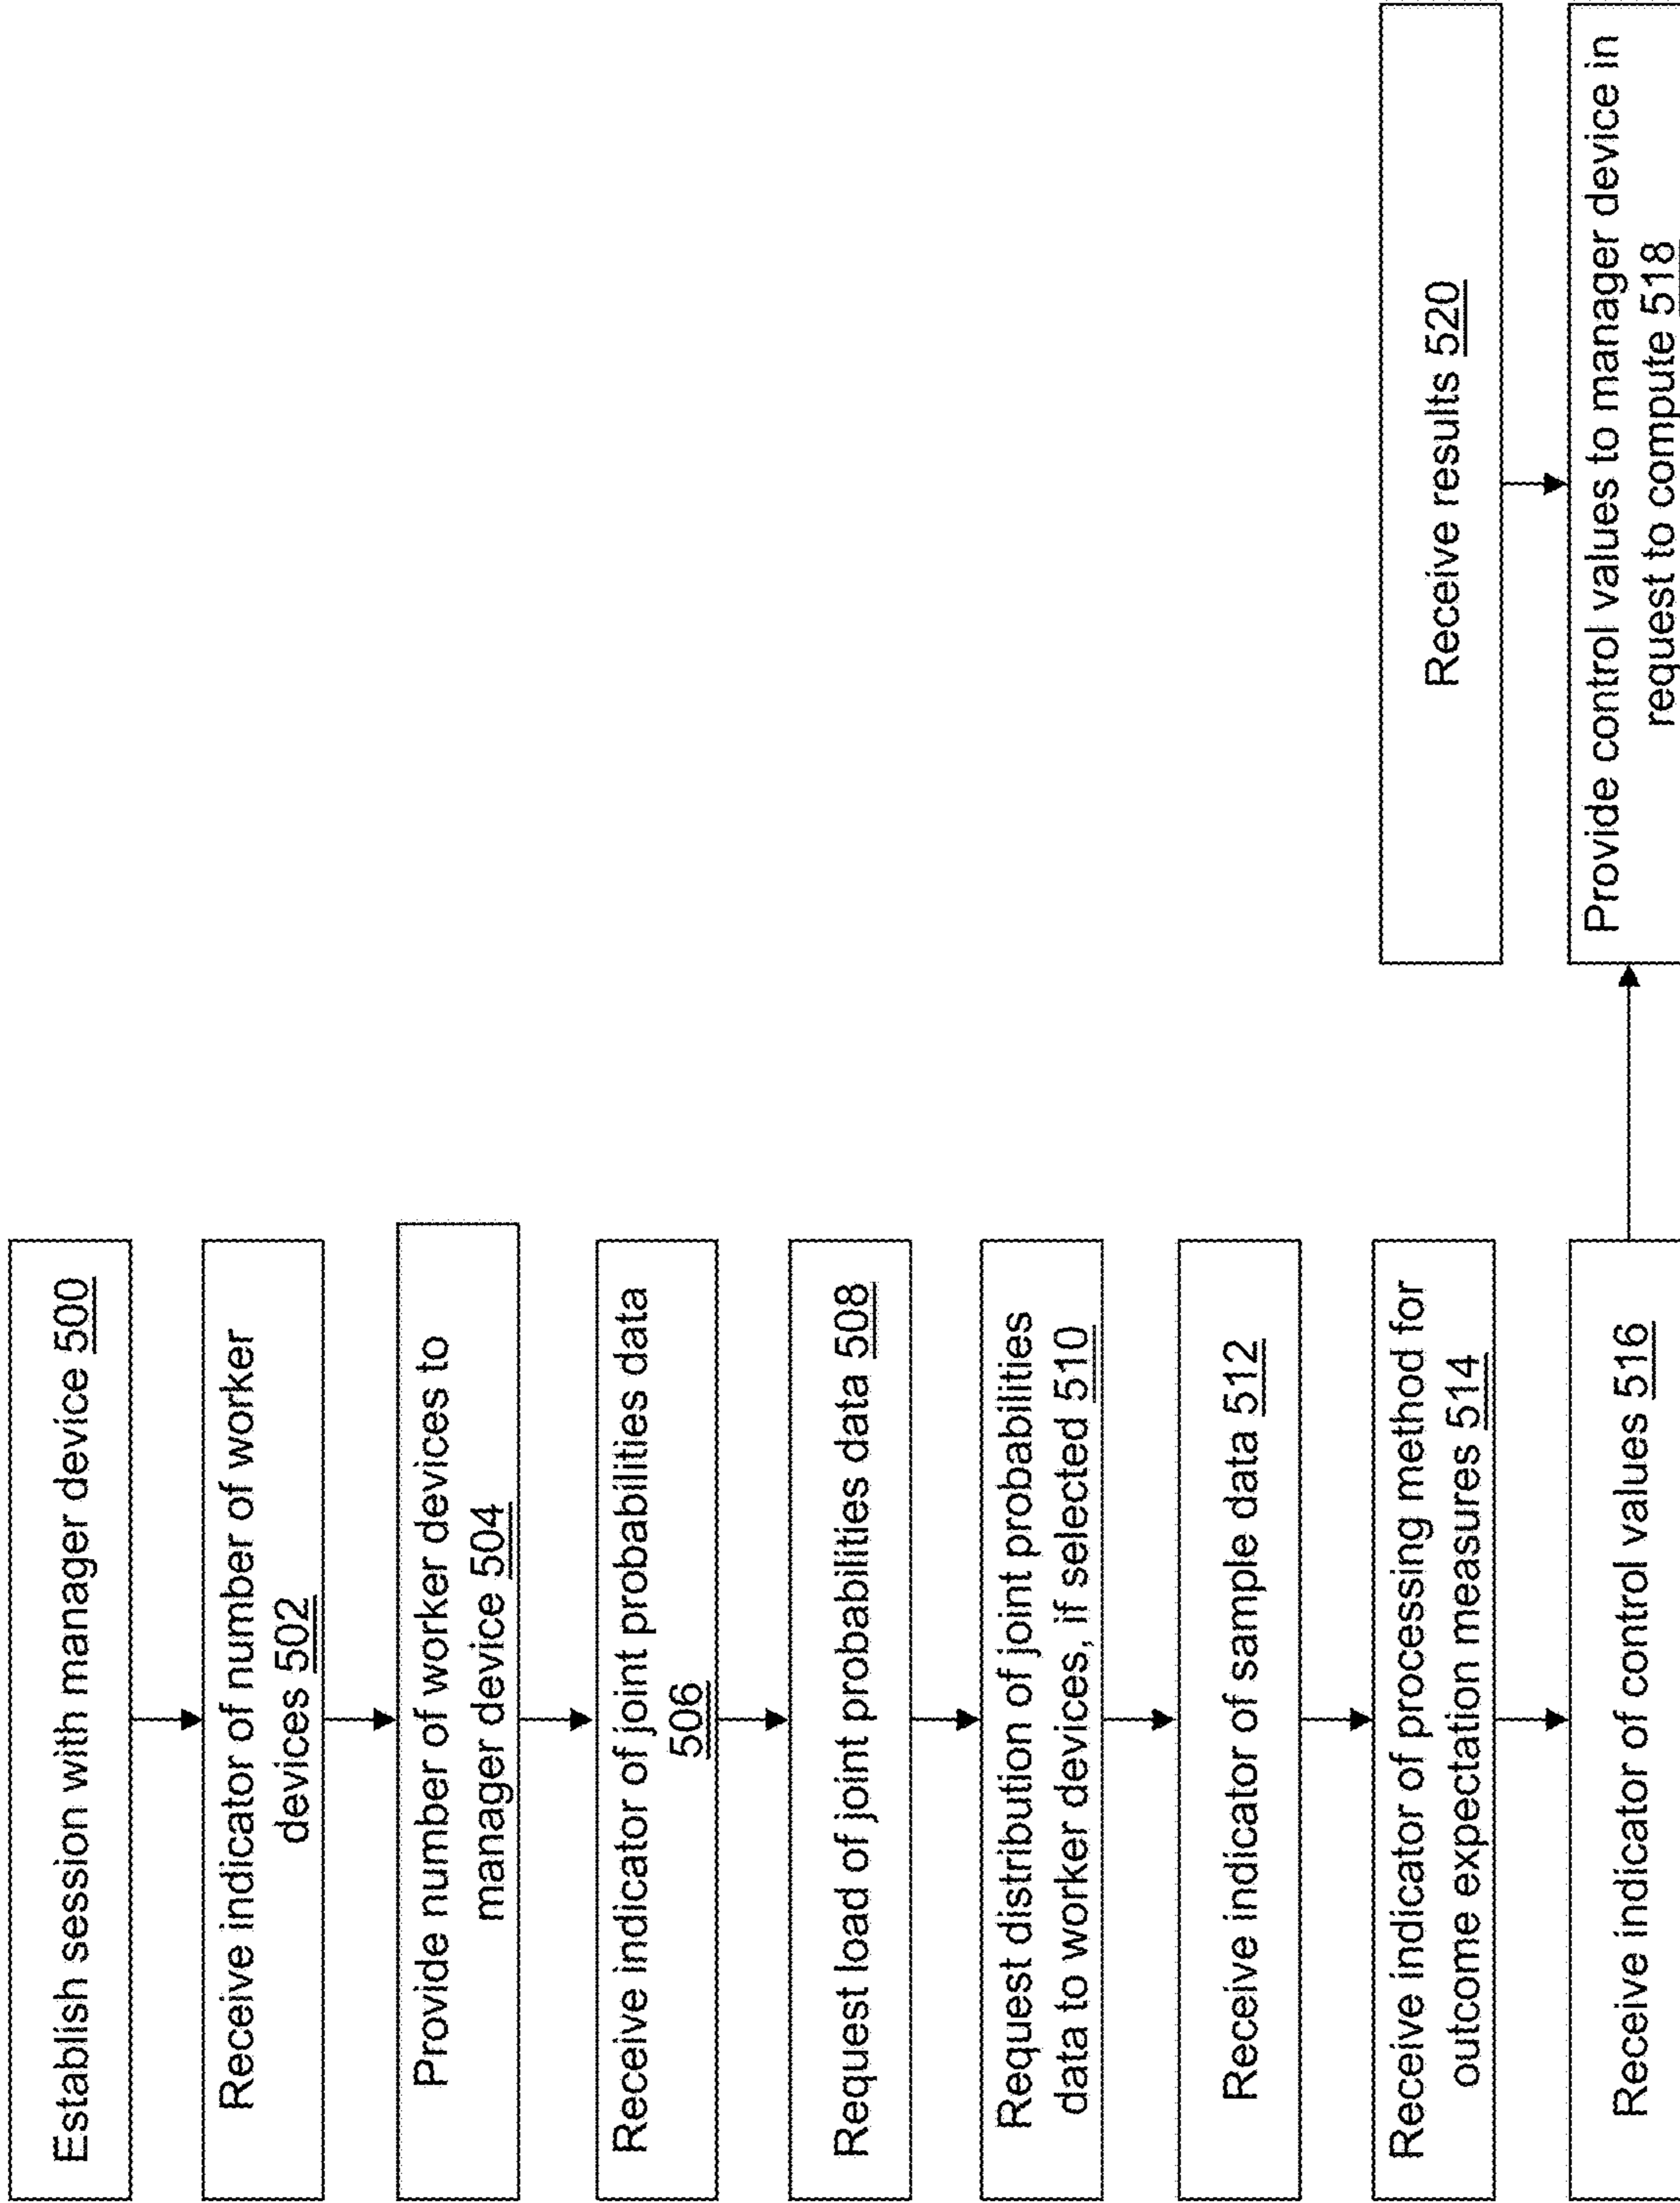 Establish session with manager device 500
Receive indicator of number of worker
devices 502
Provide number of worker devices to
manager device 504
Receive indicator of joint probabilities data
506
Request load of joint probabilities data 508
Request distribution of joint probabilities
data to worker devices, if selected 510
Receive indicator of sample data 512
Receive indicator of processing method for
outcome expectation measures 514
Receive indicator of control values 516
Receive results 520
Provide control values to manager device in
request to compute 518